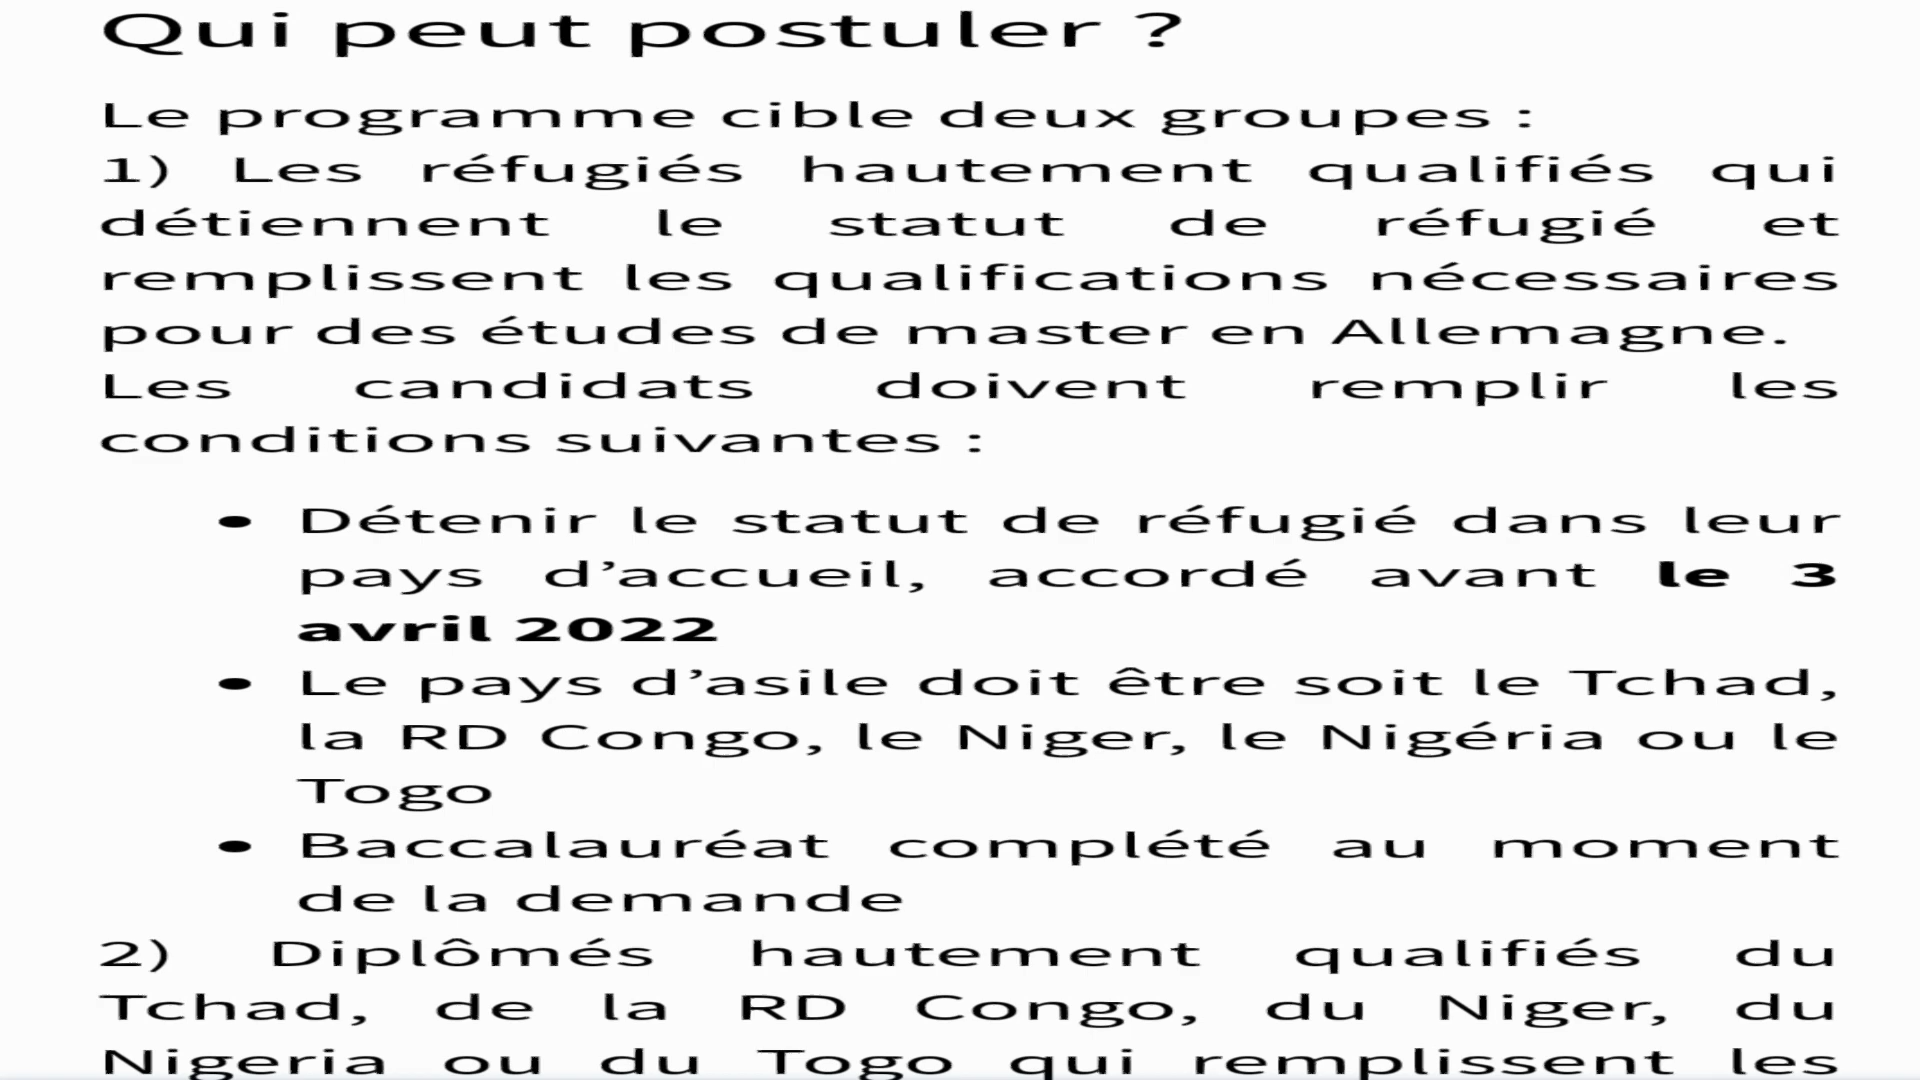 Qui peut postuler ?
Le programme cible deux groupes :
1) Les réfugiés hautement qualifiés qui
détiennent le statut de réfugié et
remplissent les qualifications nécessaires
pour des études de master en Allemagne.
Les candidats doivent remplir les
conditions suivantes :
• Détenir le statut de réfugié dans leur
pays d’accueil, accordé avant le 3
avril 2022
• Le pays d’asile doit être soit le Tchad,
la RD Congo, le Niger, le Nigéria ou le
Togo
• Baccalauréat complété au moment
de la demande
2) Diplômés hautement qualifiés du
Tchad, de la RD Congo, du Niger, du
Nigeria ou du Togo qui remplissent les